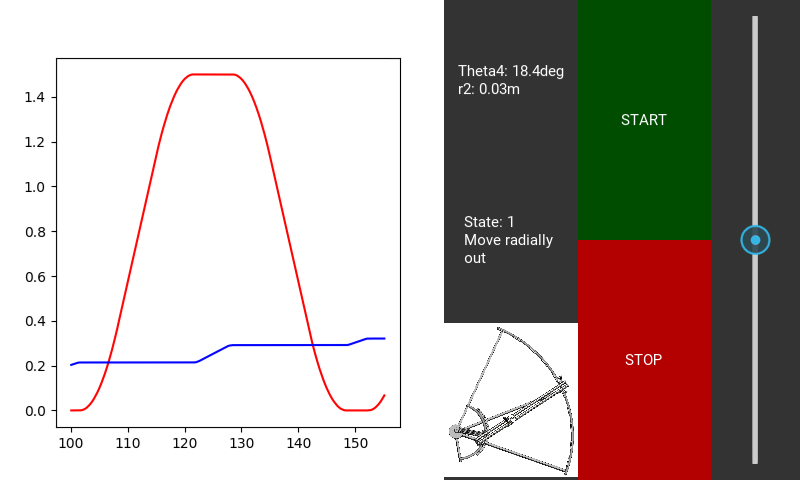 1.4
1.2
1.0
0.8
0.6
0.4
0.2
0.0
100 110 120 130 140 150
Theta4: 18.4deg
r2: 0.03m
State: 1
Move radially
out
START
STOP